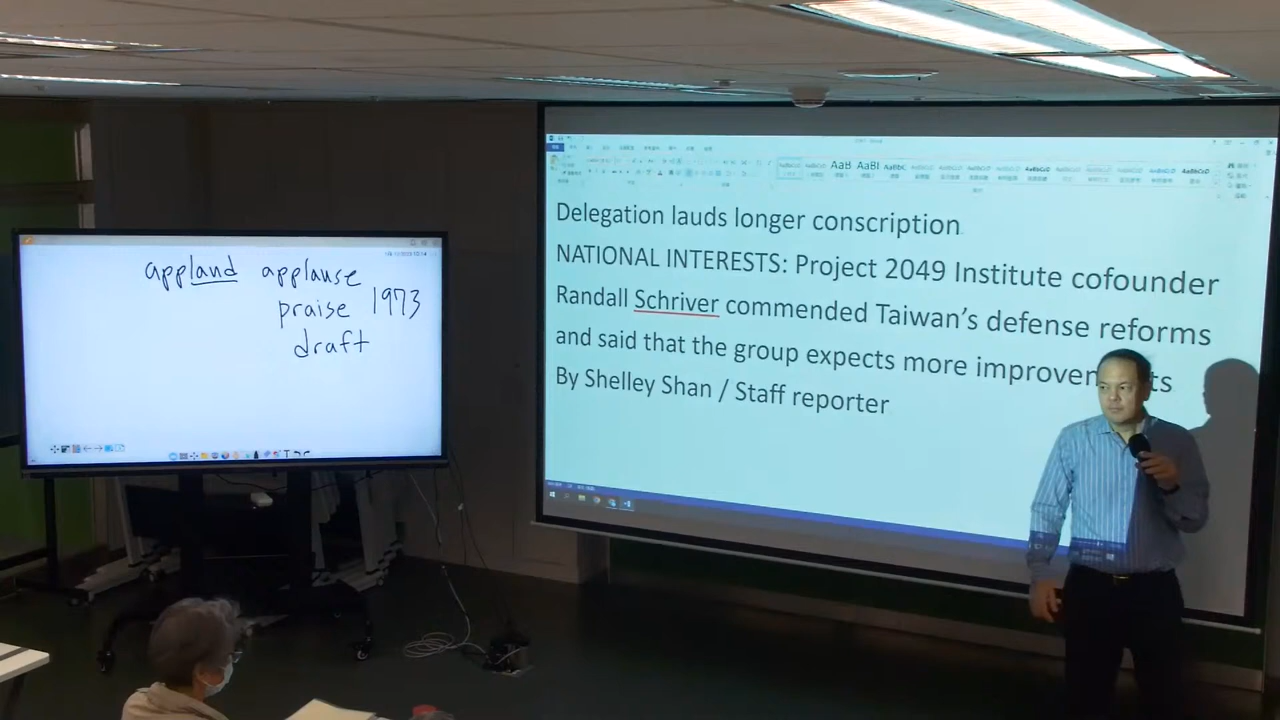 appland applause
praise 1973
draft
Delegation lauds longer conscription
NATIONAL INTERESTS: Project 2049 Institute cofounder
Randall Schriver commended Taiwan's defense reforms
and said that the group expects more improvements
By Shelley Shan / Staff reporter